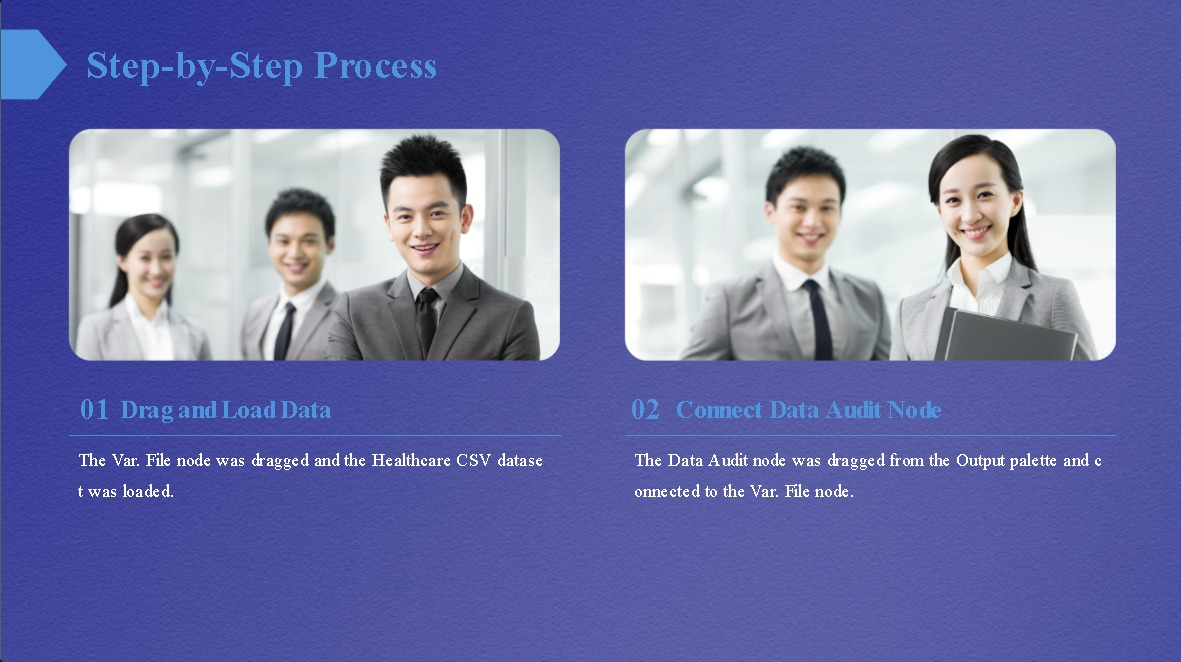 Step-by-Step Process
01 Drag and Load Data
The Var. File node was dragged and the Healthcare CSV datase
t was loaded.
02 Connect Data Audit Node
The Data Audit node was dragged from the Output palette and c
onnected to the Var. File node.